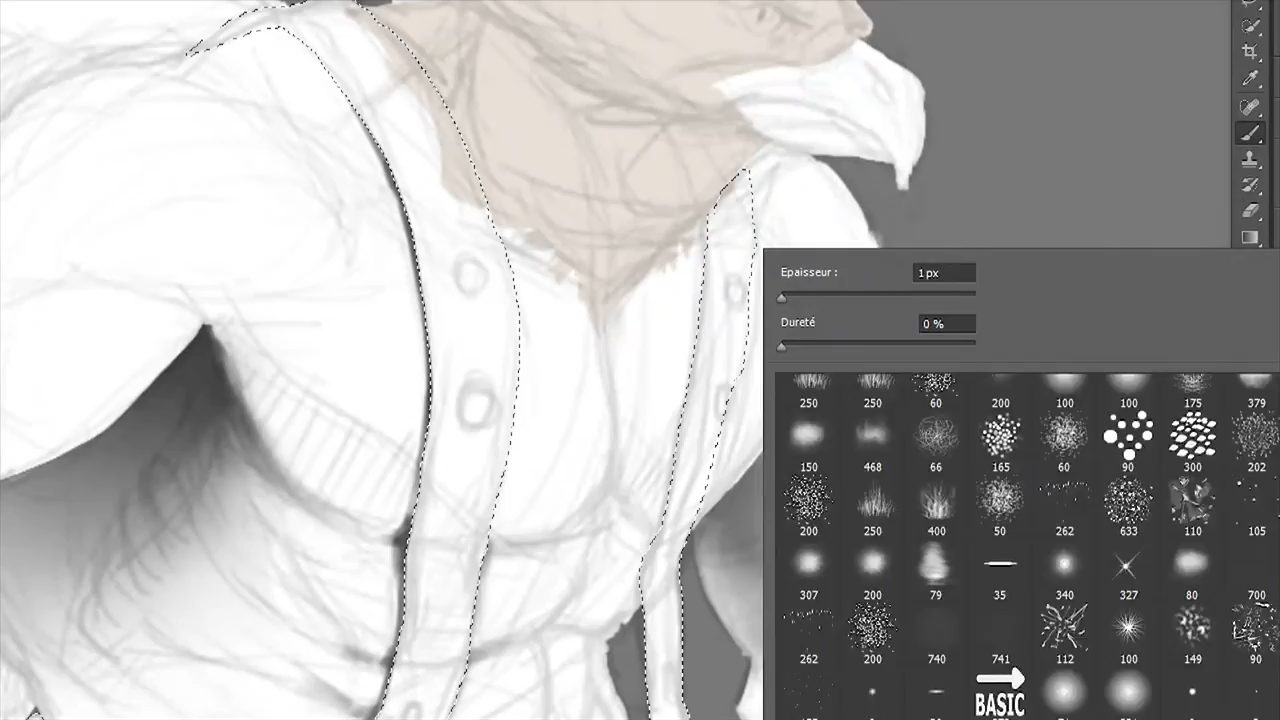 Epaisseur : 1 px
Dureté 0 %
250 250 60 200 100 100 175 379
150 468 66 165 60 90 300 202
200 250 400 50 262 633 110 105
307 200 79 35 340 327 80 700
262 200 740 741 112 100 149 90
BASIC